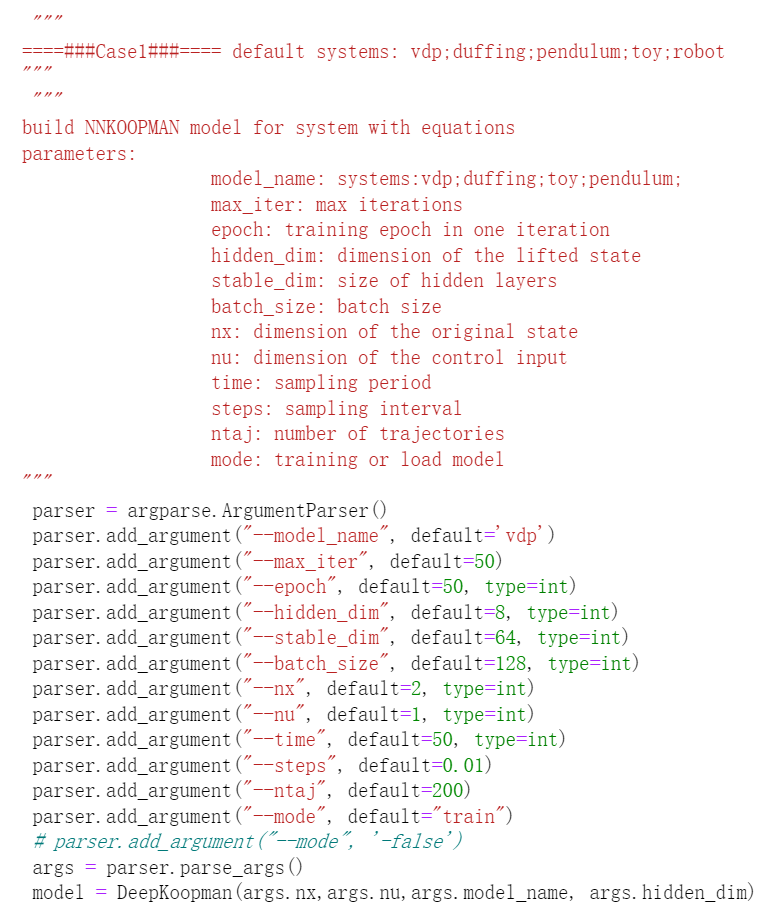 """
====###Case1###==== default systems: vdp;duffing;pendulum;toy;robot
"""
"""
build NNKOOPMAN model for system with equations
parameters:
model_name: systems:vdp;duffing;toy;pendulum;
max_iter: max iterations
epoch: training epoch in one iteration
hidden_dim: dimension of the lifted state
stable_dim: size of hidden layers
batch_size: batch size
nx: dimension of the original state
nu: dimension of the control input
time: sampling period
steps: sampling interval
ntaj: number of trajectories
mode: training or load model
"""
parser = argparse.ArgumentParser()
parser.add_argument("--model_name", default='vdp')
parser.add_argument("--max_iter", default=50)
parser.add_argument("--epoch", default=50, type=int)
parser.add_argument("--hidden_dim", default=8, type=int)
parser.add_argument("--stable_dim", default=64, type=int)
parser.add_argument("--batch_size", default=128, type=int)
parser.add_argument("--nx", default=2, type=int)
parser.add_argument("--nu", default=1, type=int)
parser.add_argument("--time", default=50, type=int)
parser.add_argument("--steps", default=0.01)
parser.add_argument("--ntaj", default=200)
parser.add_argument("--mode", default="train")
# parser.add_argument("--mode", '-false')
args = parser.parse_args()
model = DeepKoopman(args.nx,args.nu,args.model_name, args.hidden_dim)